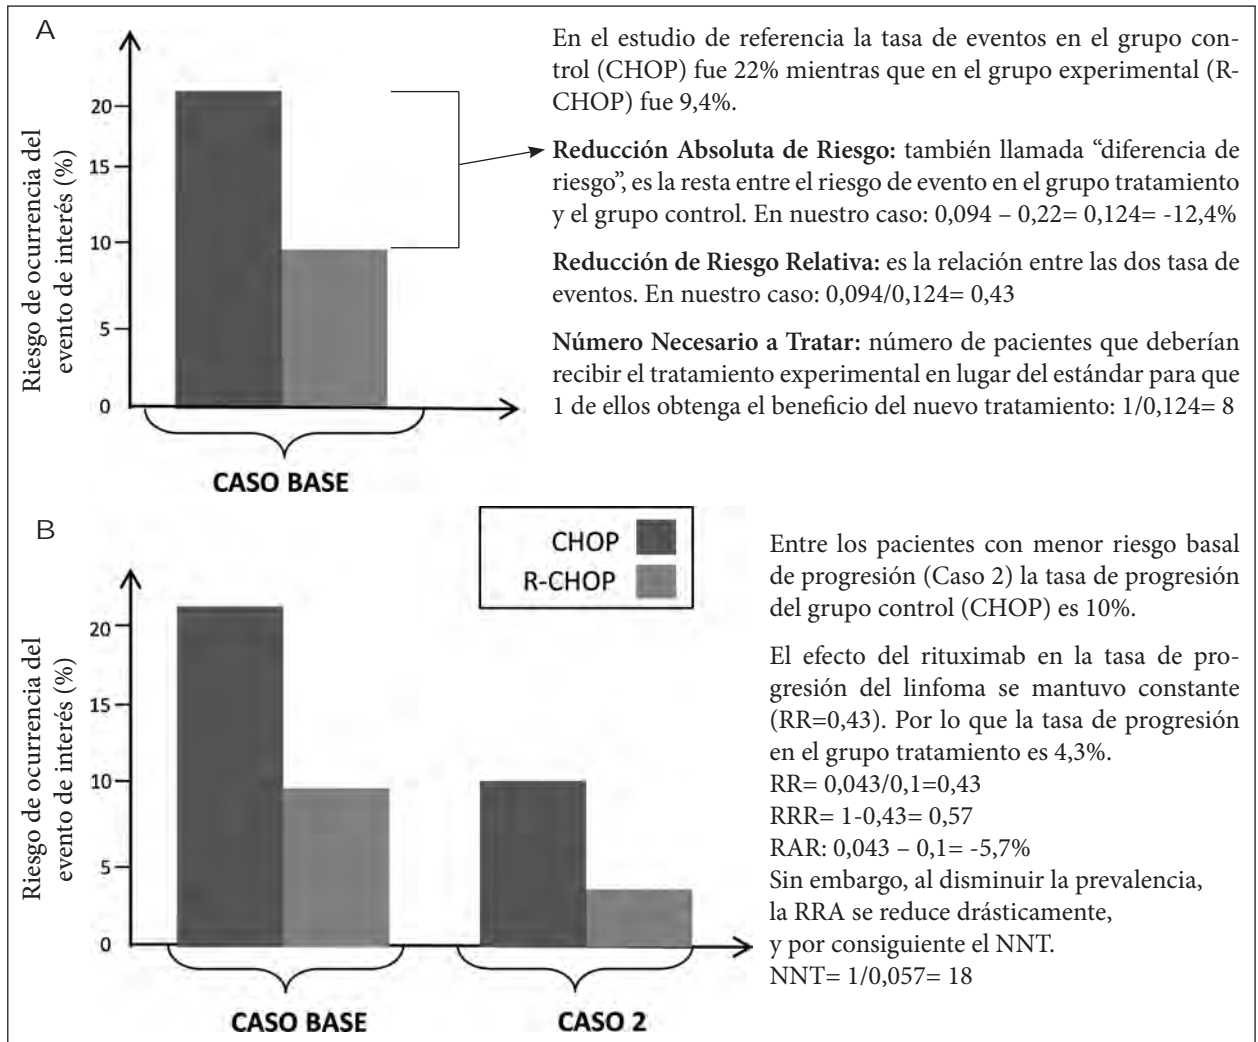 A
Riesgo de ocurrencia del
evento de interés (%)
20
15
10
5
0
CASO BASE
En el estudio de referencia la tasa de eventos en el grupo con-
trol (CHOP) fue 22% mientras que en el grupo experimental (R-
CHOP) fue 9,4%.
Reducción Absoluta de Riesgo: también llamada “diferencia de
riesgo”, es la resta entre el riesgo de evento en el grupo tratamiento
y el grupo control. En nuestro caso: 0,094 – 0,22= 0,124= -12,4%
Reducción de Riesgo Relativa: es la relación entre las dos tasa de
eventos. En nuestro caso: 0,094/0,124= 0,43
Número Necesario a Tratar: número de pacientes que deberían
recibir el tratamiento experimental en lugar del estándar para que
1 de ellos obtenga el beneficio del nuevo tratamiento: 1/0,124= 8
B
Riesgo de ocurrencia del
evento de interés (%)
20
15
10
5
0
CHOP
R-CHOP
CASO BASE
CASO 2
Entre los pacientes con menor riesgo basal
de progresión (Caso 2) la tasa de progresión
del grupo control (CHOP) es 10%.
El efecto del rituximab en la tasa de pro-
gresión del linfoma se mantuvo constante
(RR=0,43). Por lo que la tasa de progresión
en el grupo tratamiento es 4,3%.
RR= 0,043/0,1=0,43
RRR= 1-0,43= 0,57
RAR: 0,043 – 0,1= -5,7%
Sin embargo, al disminuir la prevalencia,
la RRA se reduce drásticamente,
y por consiguiente el NNT.
NNT= 1/0,057= 18